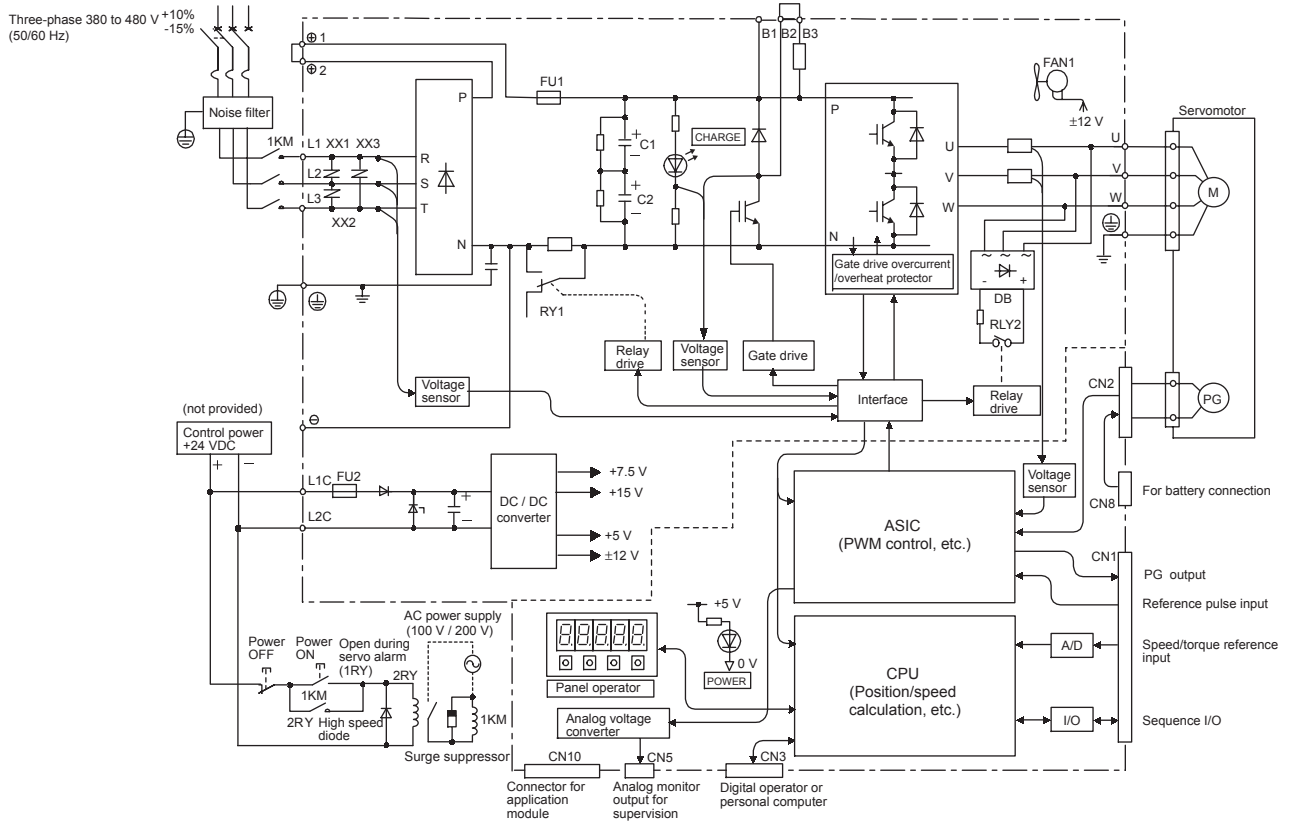 Three-phase 380 to 480 V +10%
-15%
(50/60 Hz)
Noise filter
1KM
L1 XX1 XX3
L2
L3
XX2
⊕ 1
⊕ 2
P
R
S
T
N
FU1
C1
+
−
C2
+
−
CHARGE
B1 B2 B3
RY1
Relay
drive
Voltage
sensor
Gate drive
Voltage
sensor
P
N
U
V
W
Gate drive overcurrent
/overheat protector
FAN1
±12 V
U
V
W
Servomotor
M
PG
~ ~ ~
- +
DB
RLY2
Relay
drive
Interface
CN2
Voltage
sensor
CN8
For battery connection
(not provided)
Control power
+24 VDC
+ −
⊖
L1C FU2
L2C
+
−
DC / DC
converter
+7.5 V
+15 V
+5 V
±12 V
ASIC
(PWM control, etc.)
CN1
PG output
Reference pulse input
A/D
Speed/torque reference
input
I/O
Sequence I/O
CPU
(Position/speed
calculation, etc.)
+5 V
0 V
POWER
8.8.8.8.8.
Panel operator
Analog voltage
converter
AC power supply
(100 V / 200 V)
Power
OFF
Power
ON
Open during
servo alarm
(1RY)
2RY
1KM
2RY High speed
diode
1KM
Surge suppressor
CN10
Connector for
application
module
CN5
Analog monitor
output for
supervision
CN3
Digital operator or
personal computer